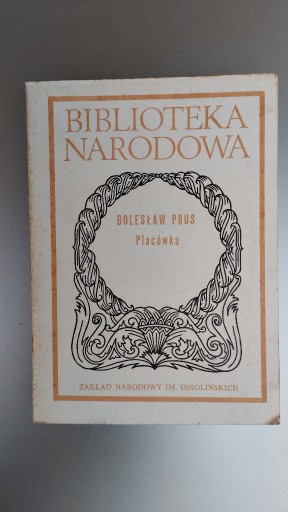 BIBLIOTEKA
NARODOWA
BOLESŁAW PRUS
Placówka
ZAKŁAD NARODOWY IM. OSSOLIŃSKICH